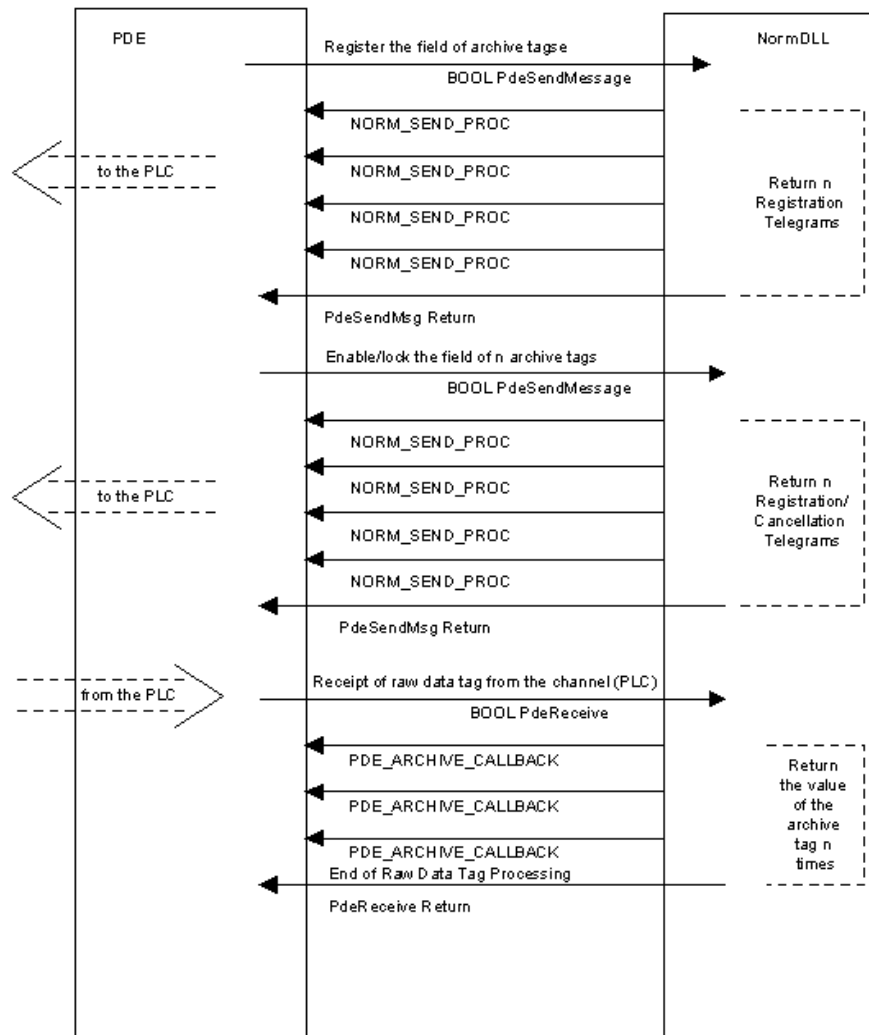 PDE
NormDLL
Register the field of archive tagse
BOOL PdeSendMessage
NORM_SEND_PROC
to the PLC
NORM_SEND_PROC
Return n
Registration
Telegrams
NORM_SEND_PROC
NORM_SEND_PROC
PdeSendMsg Return
Enable/lock the field of n archive tags
BOOL PdeSendMessage
NORM_SEND_PROC
to the PLC
NORM_SEND_PROC
Return n
Registration/
Cancellation
Telegrams
NORM_SEND_PROC
NORM_SEND_PROC
PdeSendMsg Return
from the PLC
Receipt of raw data tag from the channel (PLC)
BOOL PdeReceive
PDE_ARCHIVE_CALLBACK
PDE_ARCHIVE_CALLBACK
PDE_ARCHIVE_CALLBACK
Return
the value
of the
archive
tag n
times
End of Raw Data Tag Processing
PdeReceive Return